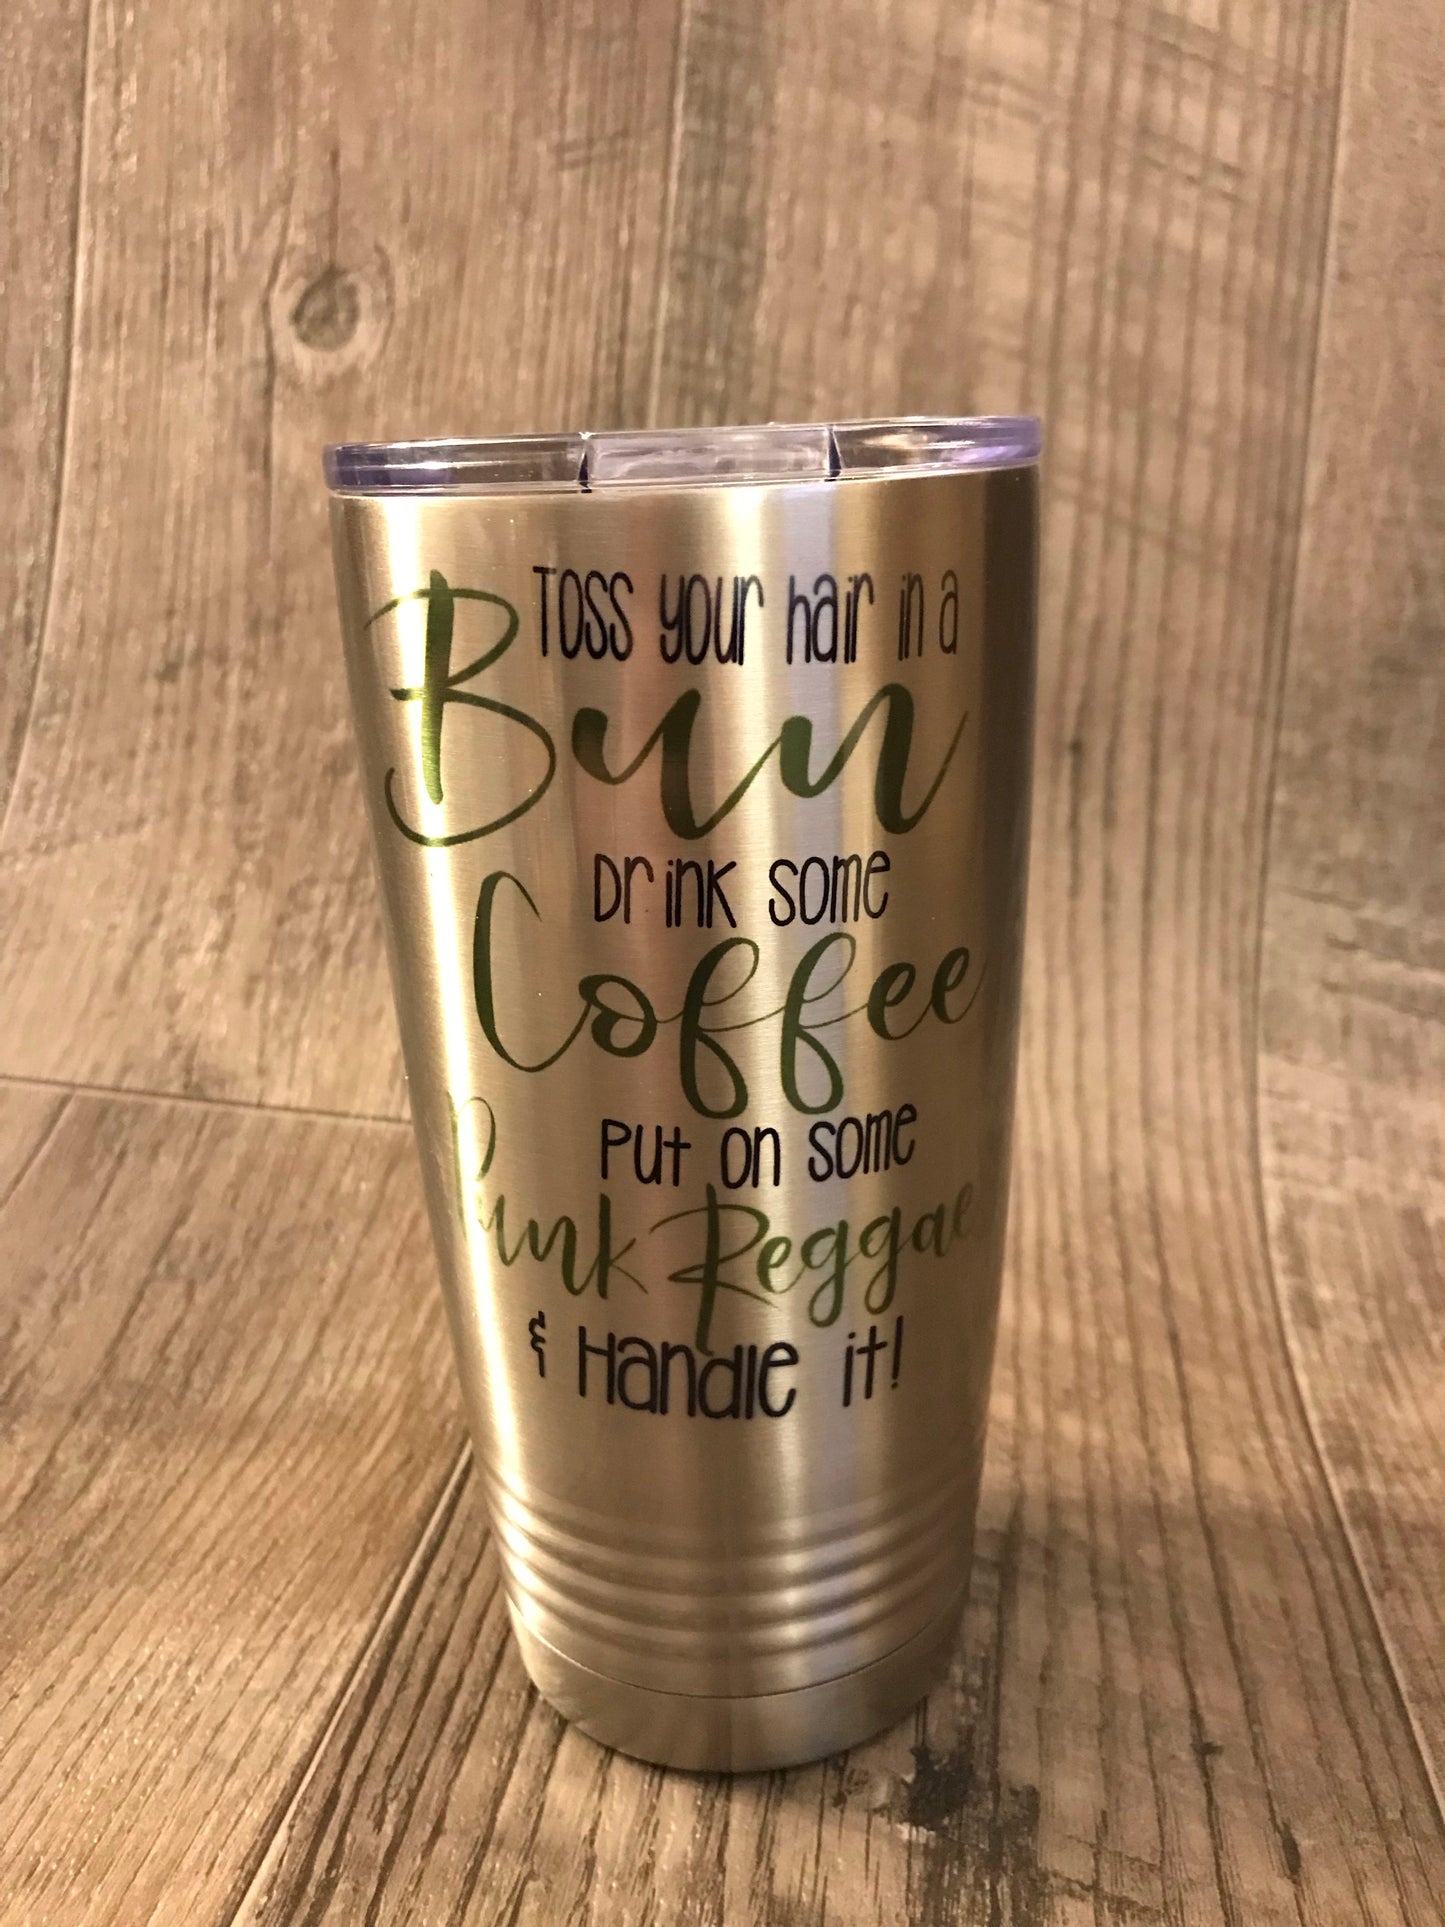 Toss your hair in a
Bun
Drink some
Coffee
Put on some
Punk Reggae
& Handle it!